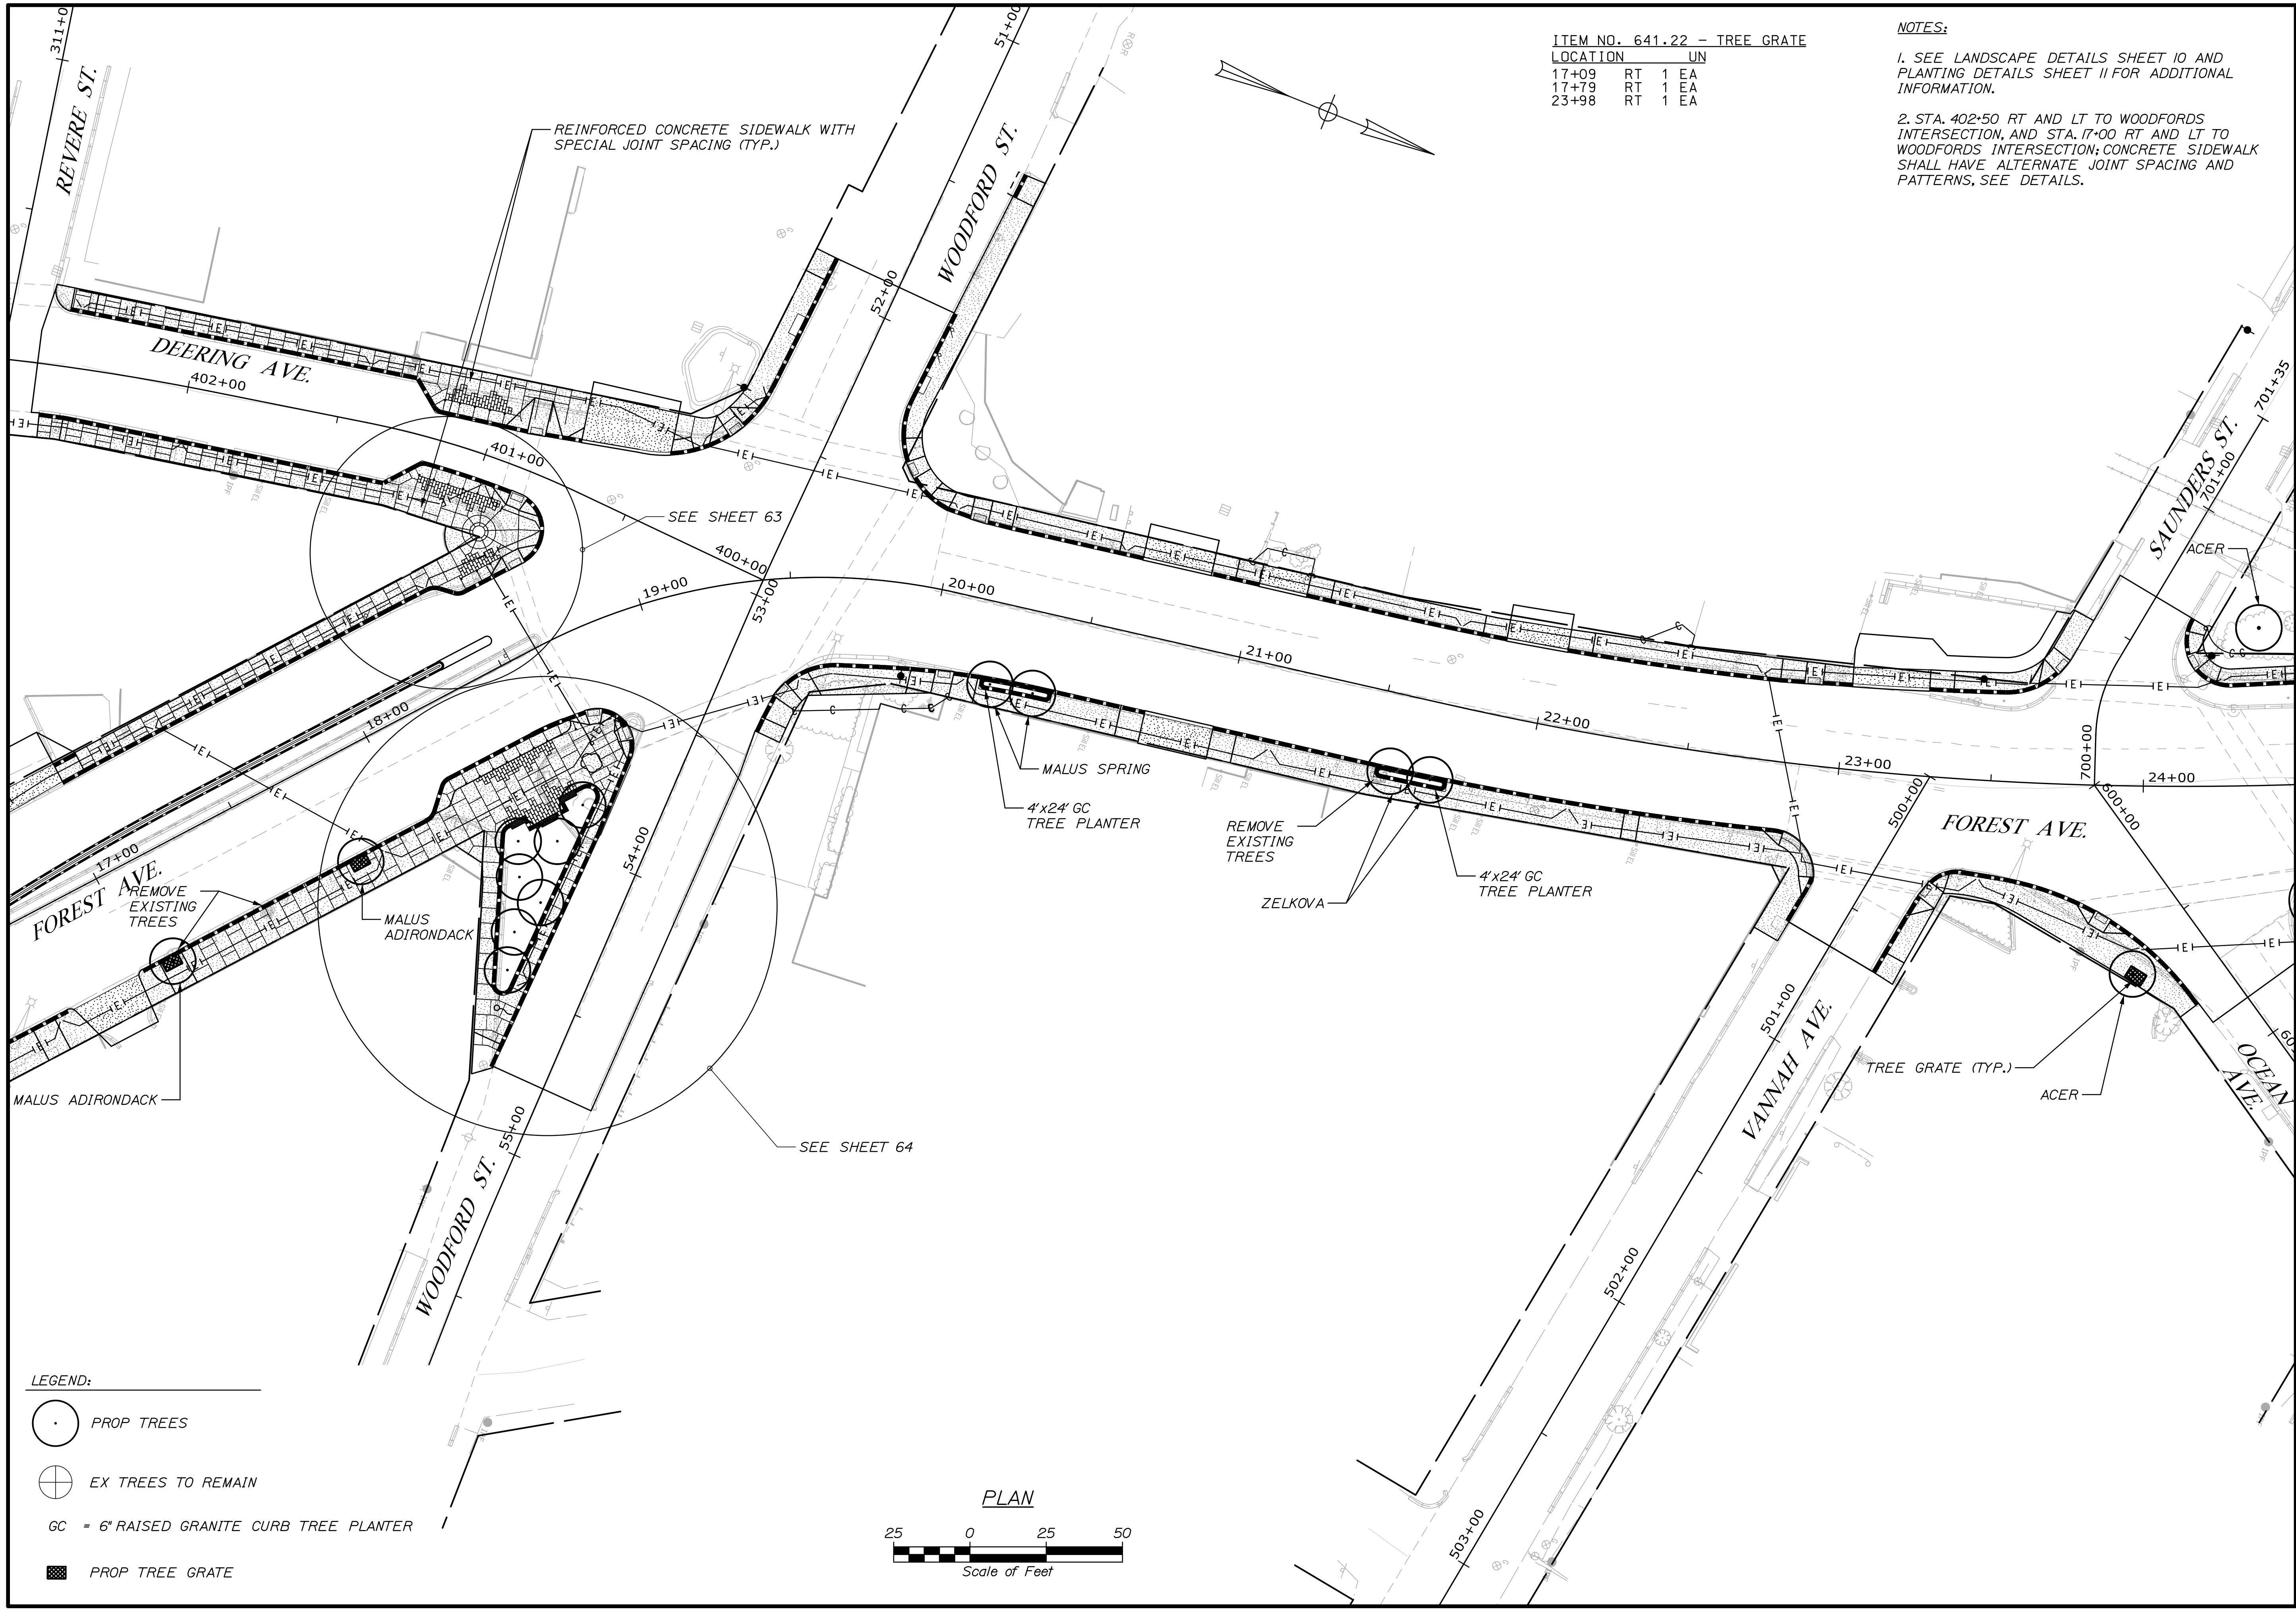 ITEM NO. 641.22 - TREE GRATE
LOCATION UN
17+09 RT 1 EA
17+79 RT 1 EA
23+98 RT 1 EA
NOTES:
1. SEE LANDSCAPE DETAILS SHEET 10 AND
PLANTING DETAILS SHEET 11 FOR ADDITIONAL
INFORMATION.
2. STA. 402+50 RT AND LT TO WOODFORDS
INTERSECTION, AND STA. 17+00 RT AND LT TO
WOODFORDS INTERSECTION; CONCRETE SIDEWALK
SHALL HAVE ALTERNATE JOINT SPACING AND
PATTERNS, SEE DETAILS.
311+0
REVERE ST.
REINFORCED CONCRETE SIDEWALK WITH
SPECIAL JOINT SPACING (TYP.)
51+00
WOODFORD ST.
52+00
DEERING AVE.
402+00
401+00
SEE SHEET 63
400+00
53+00
19+00
20+00
21+00
22+00
23+00
24+00
SAUNDERS ST.
701+35
701+00
700+00
ACER
600+00
500+00
FOREST AVE.
18+00
17+00
FOREST AVE.
REMOVE
EXISTING
TREES
MALUS
ADIRONDACK
MALUS ADIRONDACK
54+00
MALUS SPRING
4'x24' GC
TREE PLANTER
REMOVE
EXISTING
TREES
ZELKOVA
4'x24' GC
TREE PLANTER
SEE SHEET 64
55+00
WOODFORD ST.
501+00
VANNAH AVE.
TREE GRATE (TYP.)
ACER
OCEAN
AVE.
502+00
503+00
LEGEND:
PROP TREES
EX TREES TO REMAIN
GC = 6" RAISED GRANITE CURB TREE PLANTER
PROP TREE GRATE
PLAN
25 0 25 50
Scale of Feet